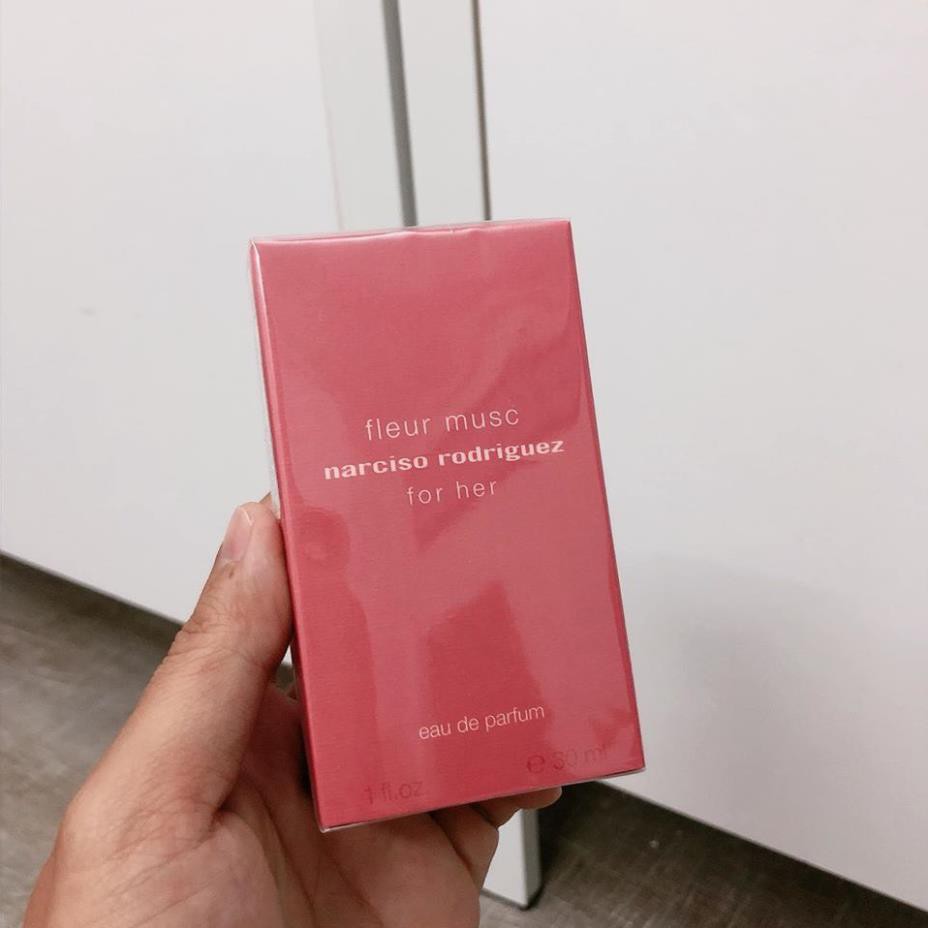 fleur musc
narciso rodriguez
for her
eau de parfum
1 fl.oz. ℮ 30 ml